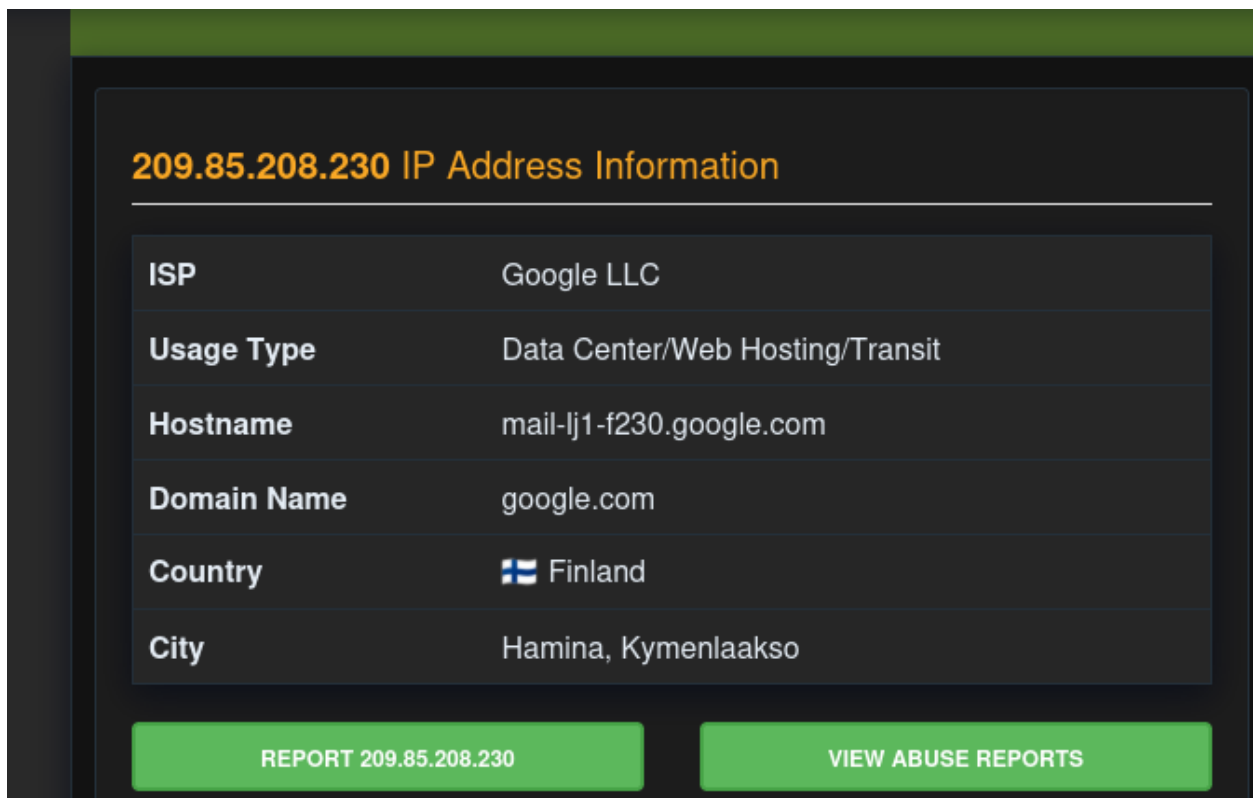 209.85.208.230 IP Address Information
ISP Google LLC
Usage Type Data Center/Web Hosting/Transit
Hostname mail-lj1-f230.google.com
Domain Name google.com
Country Finland
City Hamina, Kymenlaakso
REPORT 209.85.208.230 VIEW ABUSE REPORTS